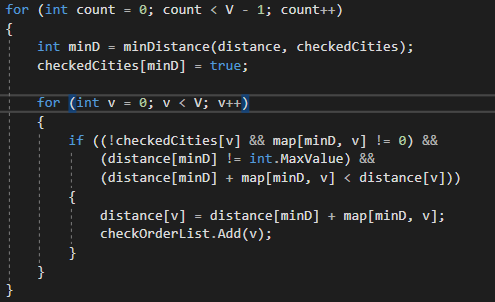 for (int count = 0; count < V - 1; count++)
{
int minD = minDistance(distance, checkedCities);
checkedCities[minD] = true;
for (int v = 0; v < V; v++)
{
if ((!checkedCities[v] && map[minD, v] != 0) &&
(distance[minD] != int.MaxValue) &&
(distance[minD] + map[minD, v] < distance[v]))
{
distance[v] = distance[minD] + map[minD, v];
checkOrderList.Add(v);
}
}
}